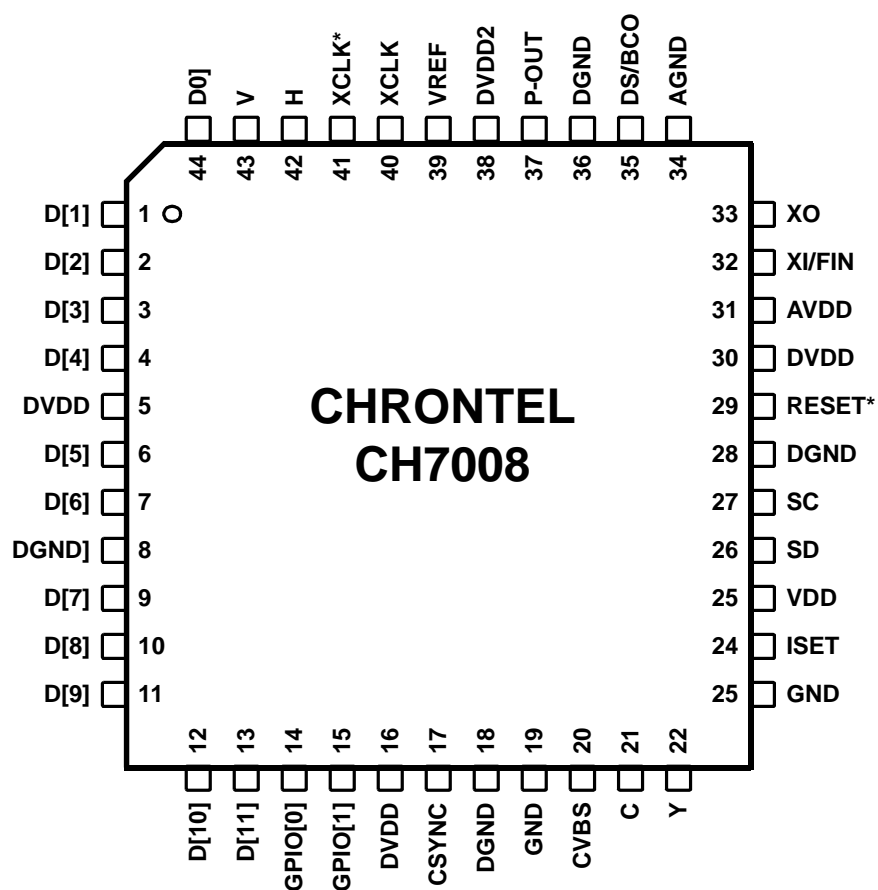 D0] V H XCLK* XCLK VREF DVDD2 P-OUT DGND DS/BCO AGND
44 43 42 41 40 39 38 37 36 35 34
D[1] 1 33 XO
D[2] 2 32 XI/FIN
D[3] 3 31 AVDD
D[4] 4 30 DVDD
DVDD 5 29 RESET*
D[5] 6 28 DGND
D[6] 7 27 SC
DGND] 8 26 SD
D[7] 9 25 VDD
D[8] 10 24 ISET
D[9] 11 25 GND
CHRONTEL
CH7008
12 13 14 15 16 17 18 19 20 21 22
D[10] D[11] GPIO[0] GPIO[1] DVDD CSYNC DGND GND CVBS C Y